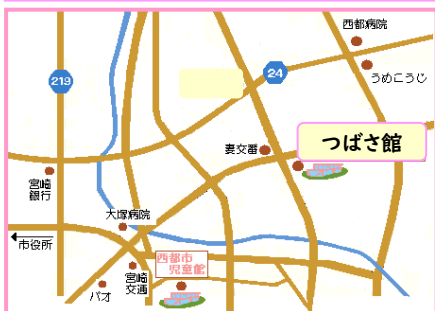 西都病院
うめこうじ
24
219
つばさ館
妻交番
宮崎
銀行
大塚病院
市役所
西都市
児童館
宮崎
交通
パオ